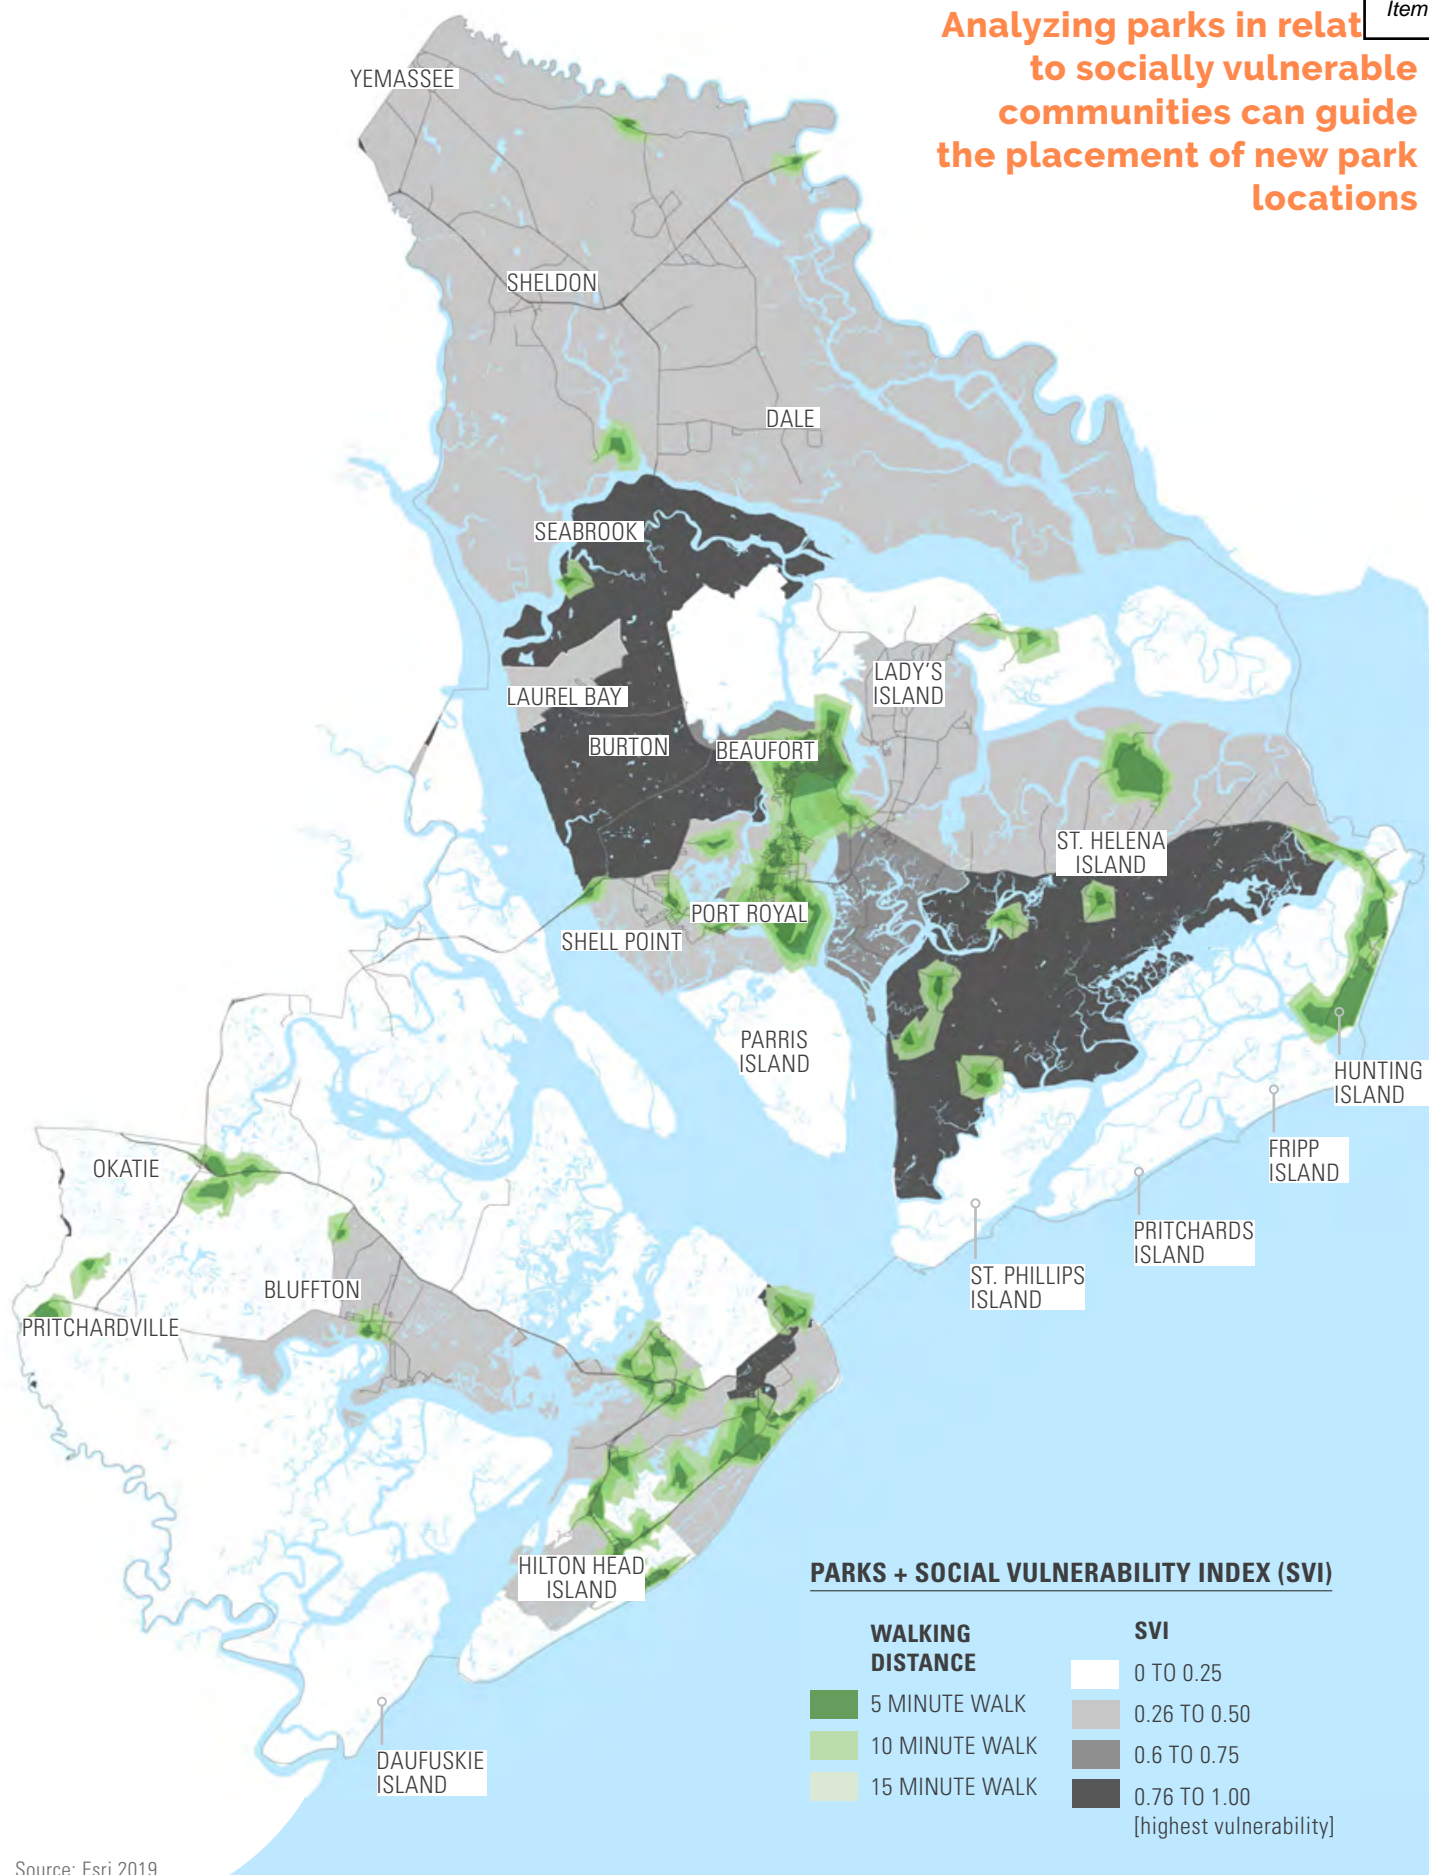 Item
Analyzing parks in relat
to socially vulnerable
communities can guide
the placement of new park
locations
YEMASSEE
SHELDON
DALE
SEABROOK
LAUREL BAY
BURTON
BEAUFORT
LADY'S
ISLAND
ST. HELENA
ISLAND
PORT ROYAL
SHELL POINT
PARRIS
ISLAND
HUNTING
ISLAND
FRIPP
ISLAND
PRITCHARDS
ISLAND
ST. PHILLIPS
ISLAND
OKATIE
BLUFFTON
PRITCHARDVILLE
HILTON HEAD
ISLAND
DAUFUSKIE
ISLAND
PARKS + SOCIAL VULNERABILITY INDEX (SVI)
WALKING
DISTANCE
5 MINUTE WALK
10 MINUTE WALK
15 MINUTE WALK
SVI
0 TO 0.25
0.26 TO 0.50
0.6 TO 0.75
0.76 TO 1.00
[highest vulnerability]
Source: Esri 2019